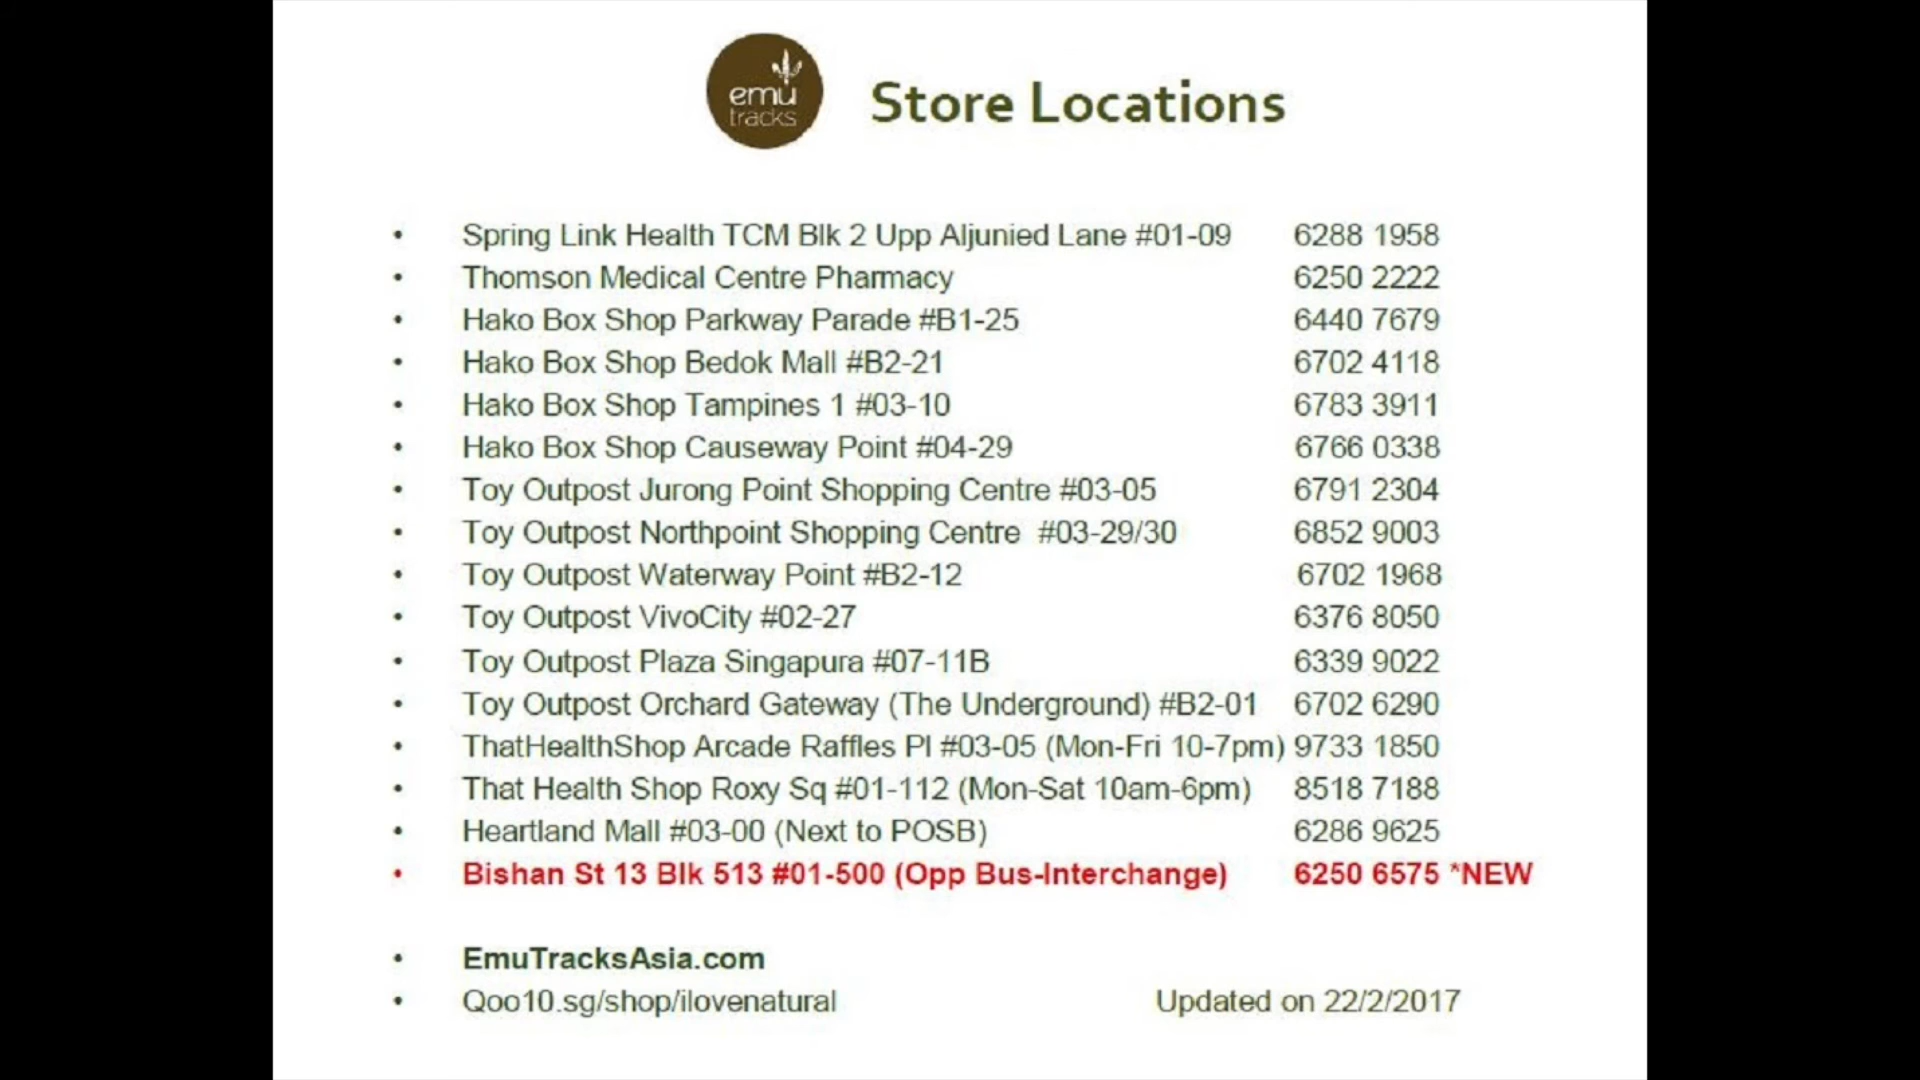 emu
tracks
Store Locations
• Spring Link Health TCM Blk 2 Upp Aljunied Lane #01-09 6288 1958
• Thomson Medical Centre Pharmacy 6250 2222
• Hako Box Shop Parkway Parade #B1-25 6440 7679
• Hako Box Shop Bedok Mall #B2-21 6702 4118
• Hako Box Shop Tampines 1 #03-10 6783 3911
• Hako Box Shop Causeway Point #04-29 6766 0338
• Toy Outpost Jurong Point Shopping Centre #03-05 6791 2304
• Toy Outpost Northpoint Shopping Centre #03-29/30 6852 9003
• Toy Outpost Waterway Point #B2-12 6702 1968
• Toy Outpost VivoCity #02-27 6376 8050
• Toy Outpost Plaza Singapura #07-11B 6339 9022
• Toy Outpost Orchard Gateway (The Underground) #B2-01 6702 6290
• ThatHealthShop Arcade Raffles Pl #03-05 (Mon-Fri 10-7pm) 9733 1850
• That Health Shop Roxy Sq #01-112 (Mon-Sat 10am-6pm) 8518 7188
• Heartland Mall #03-00 (Next to POSB) 6286 9625
• Bishan St 13 Blk 513 #01-500 (Opp Bus-Interchange) 6250 6575 *NEW
• EmuTracksAsia.com
• Qoo10.sg/shop/ilovenatural Updated on 22/2/2017